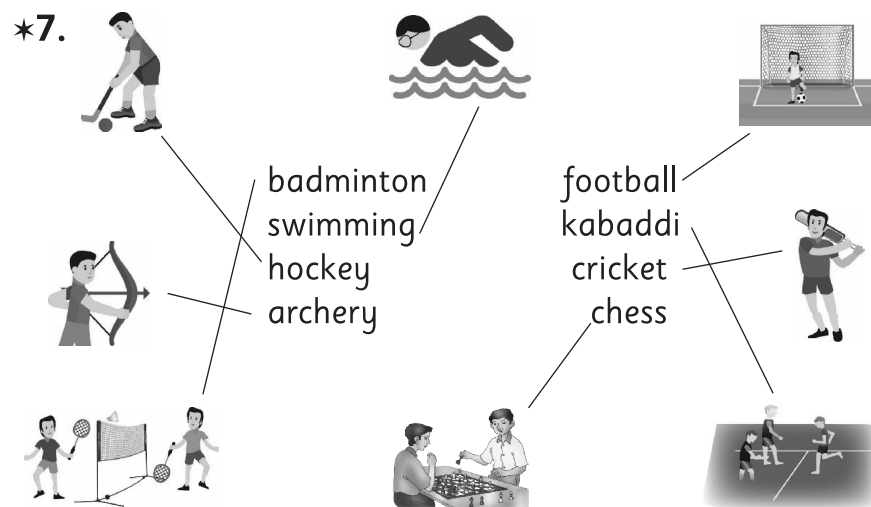 *7.
badminton
swimming
hockey
archery
football
kabaddi
cricket
chess